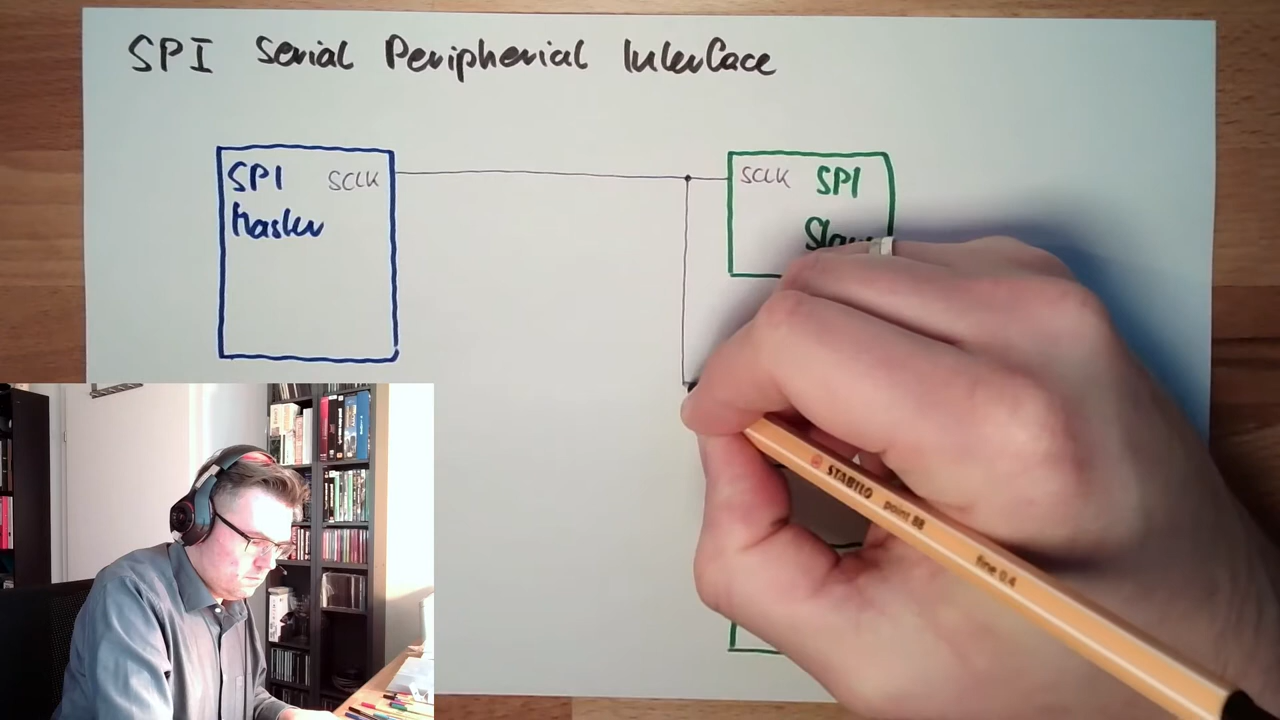 SPI Serial Peripherial Interface
SPI SCLK
Master
SCLK SPI
STABILO point 88 fine 0.4